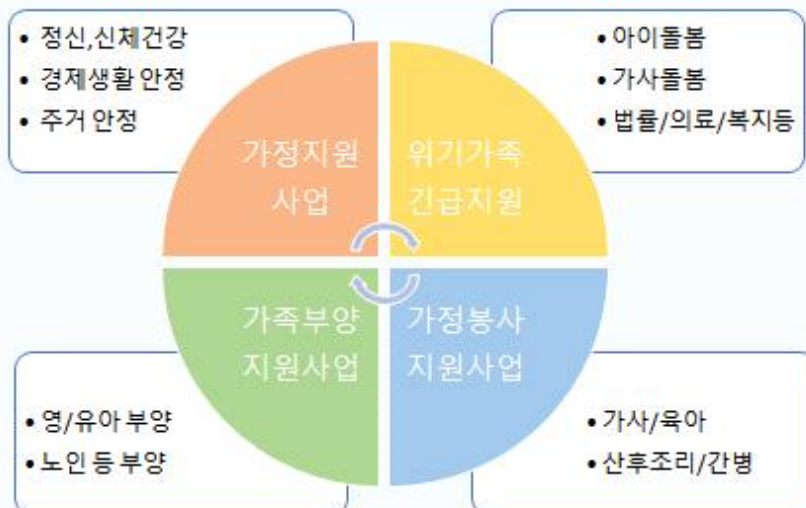 • 정신,신체건강
• 경제생활 안정
• 주거 안정
• 아이돌봄
• 가사돌봄
• 법률/의료/복지등
가정지원
사업
위기가족
긴급지원
가족부양
지원사업
가정봉사
지원사업
• 영/유아 부양
• 노인 등 부양
• 가사/육아
• 산후조리/간병